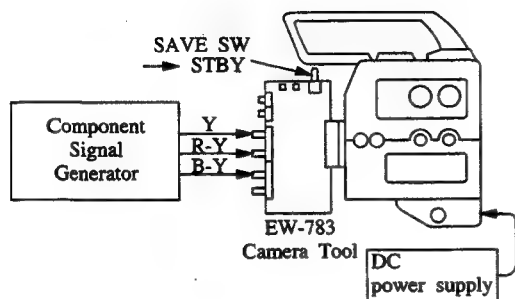 SAVE SW
STBY
Component
Signal
Generator
Y
R-Y
B-Y
EW-783
Camera Tool
DC
power supply